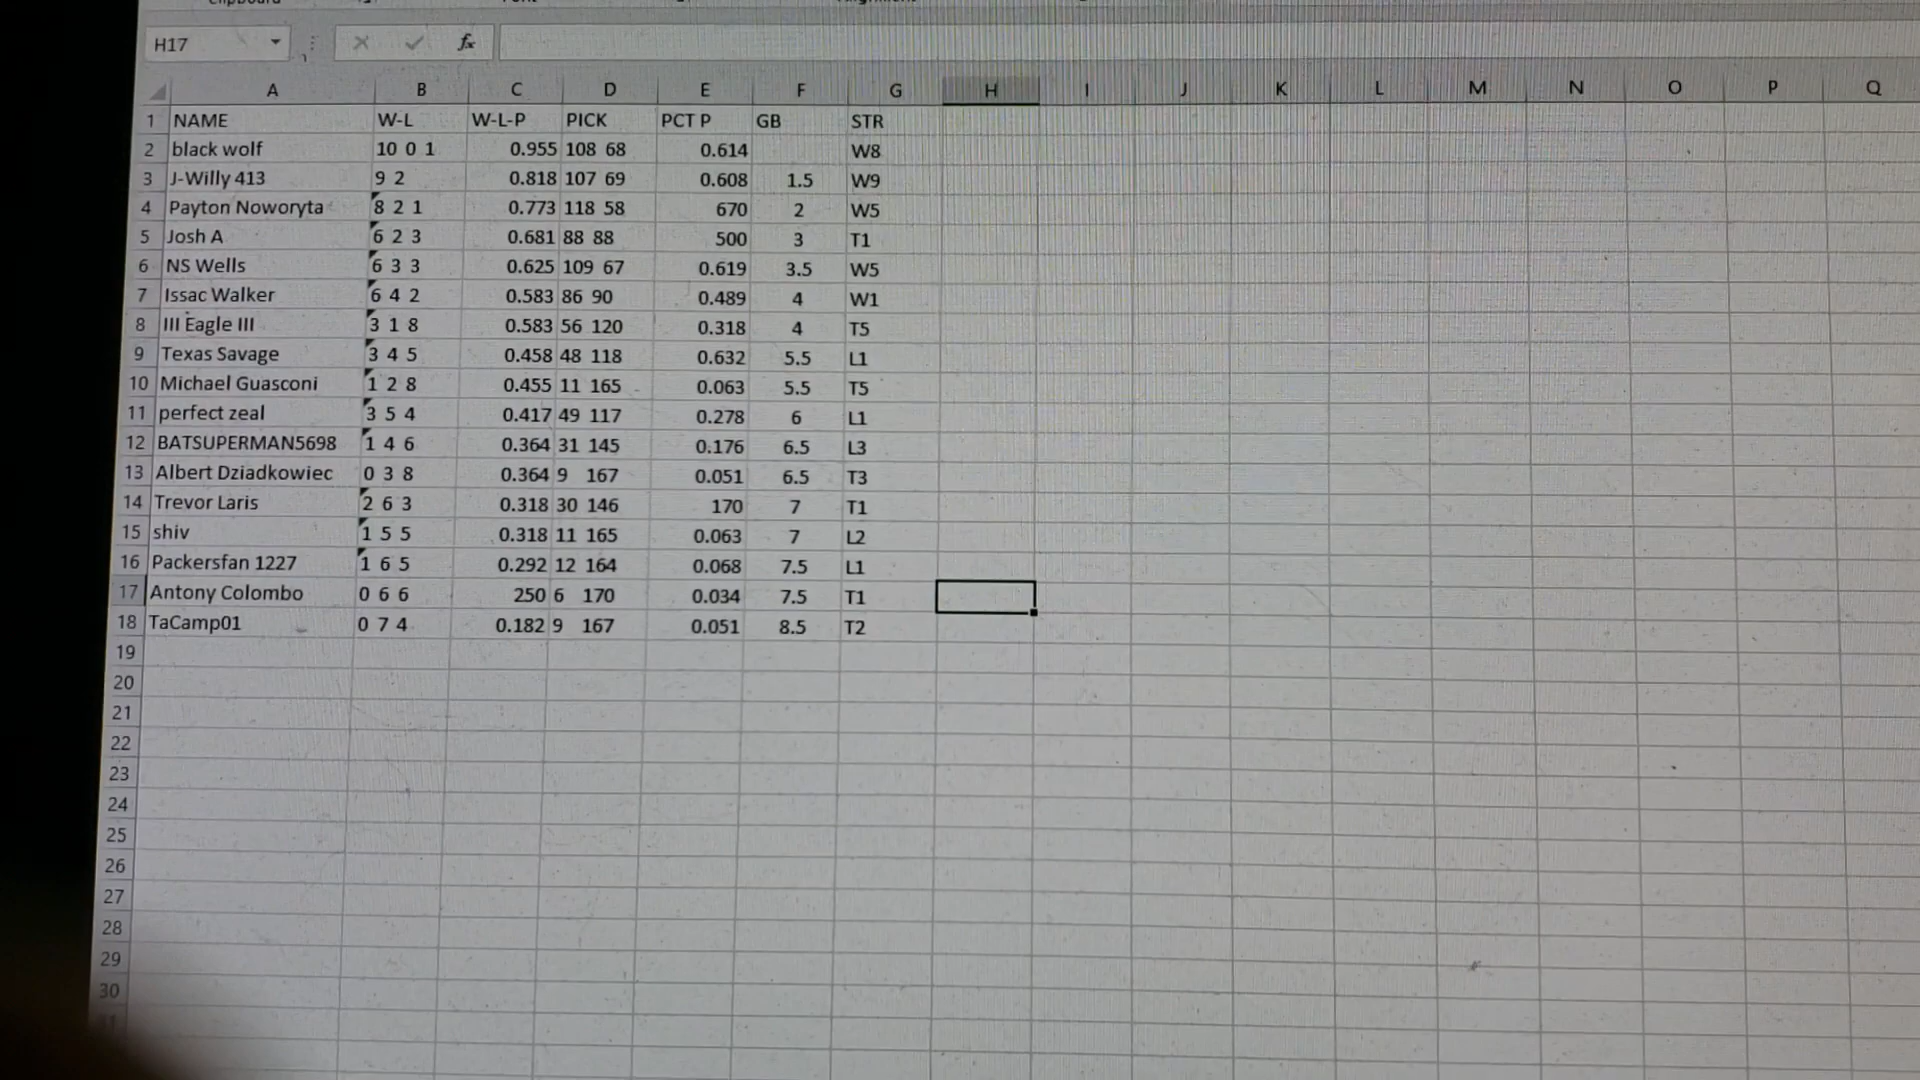 H17 fx
A B C D E F G H I J K L M N O P Q
1 NAME W-L W-L-P PICK PCT P GB STR
2 black wolf 10 0 1 0.955 108 68 0.614 W8
3 J-Willy 413 9 2 0.818 107 69 0.608 1.5 W9
4 Payton Noworyta 8 2 1 0.773 118 58 670 2 W5
5 Josh A 6 2 3 0.681 88 88 500 3 T1
6 NS Wells 6 3 3 0.625 109 67 0.619 3.5 W5
7 Issac Walker 6 4 2 0.583 86 90 0.489 4 W1
8 III Eagle III 3 1 8 0.583 56 120 0.318 4 T5
9 Texas Savage 3 4 5 0.458 48 118 0.632 5.5 L1
10 Michael Guasconi 1 2 8 0.455 11 165 0.063 5.5 T5
11 perfect zeal 3 5 4 0.417 49 117 0.278 6 L1
12 BATSUPERMAN5698 1 4 6 0.364 31 145 0.176 6.5 L3
13 Albert Dziadkowiec 0 3 8 0.364 9 167 0.051 6.5 T3
14 Trevor Laris 2 6 3 0.318 30 146 170 7 T1
15 shiv 1 5 5 0.318 11 165 0.063 7 L2
16 Packersfan 1227 1 6 5 0.292 12 164 0.068 7.5 L1
17 Antony Colombo 0 6 6 250 6 170 0.034 7.5 T1
18 TaCamp01 0 7 4 0.182 9 167 0.051 8.5 T2
19
20
21
22
23
24
25
26
27
28
29
30